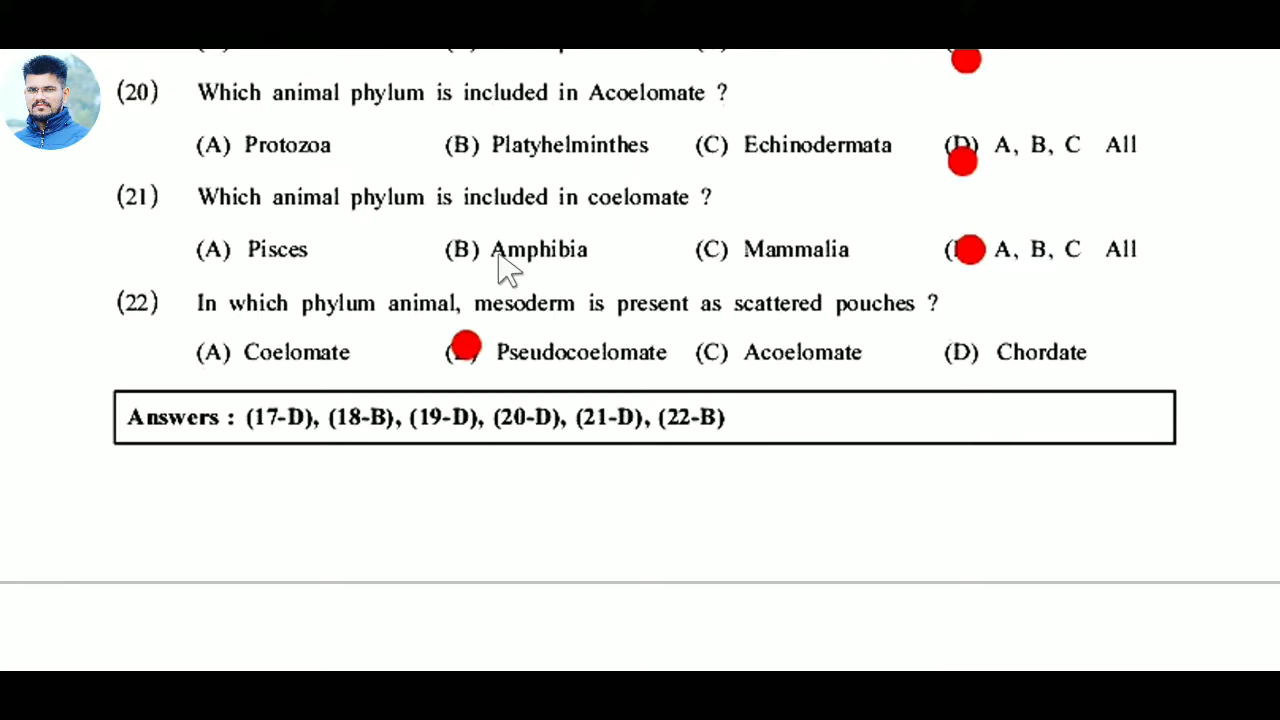 (20) Which animal phylum is included in Acoelomate ?
(A) Protozoa (B) Platyhelminthes (C) Echinodermata (D) A, B, C All
(21) Which animal phylum is included in coelomate ?
(A) Pisces (B) Amphibia (C) Mammalia A, B, C All
(22) In which phylum animal, mesoderm is present as scattered pouches ?
(A) Coelomate Pseudocoelomate (C) Acoelomate (D) Chordate
Answers : (17-D), (18-B), (19-D), (20-D), (21-D), (22-B)